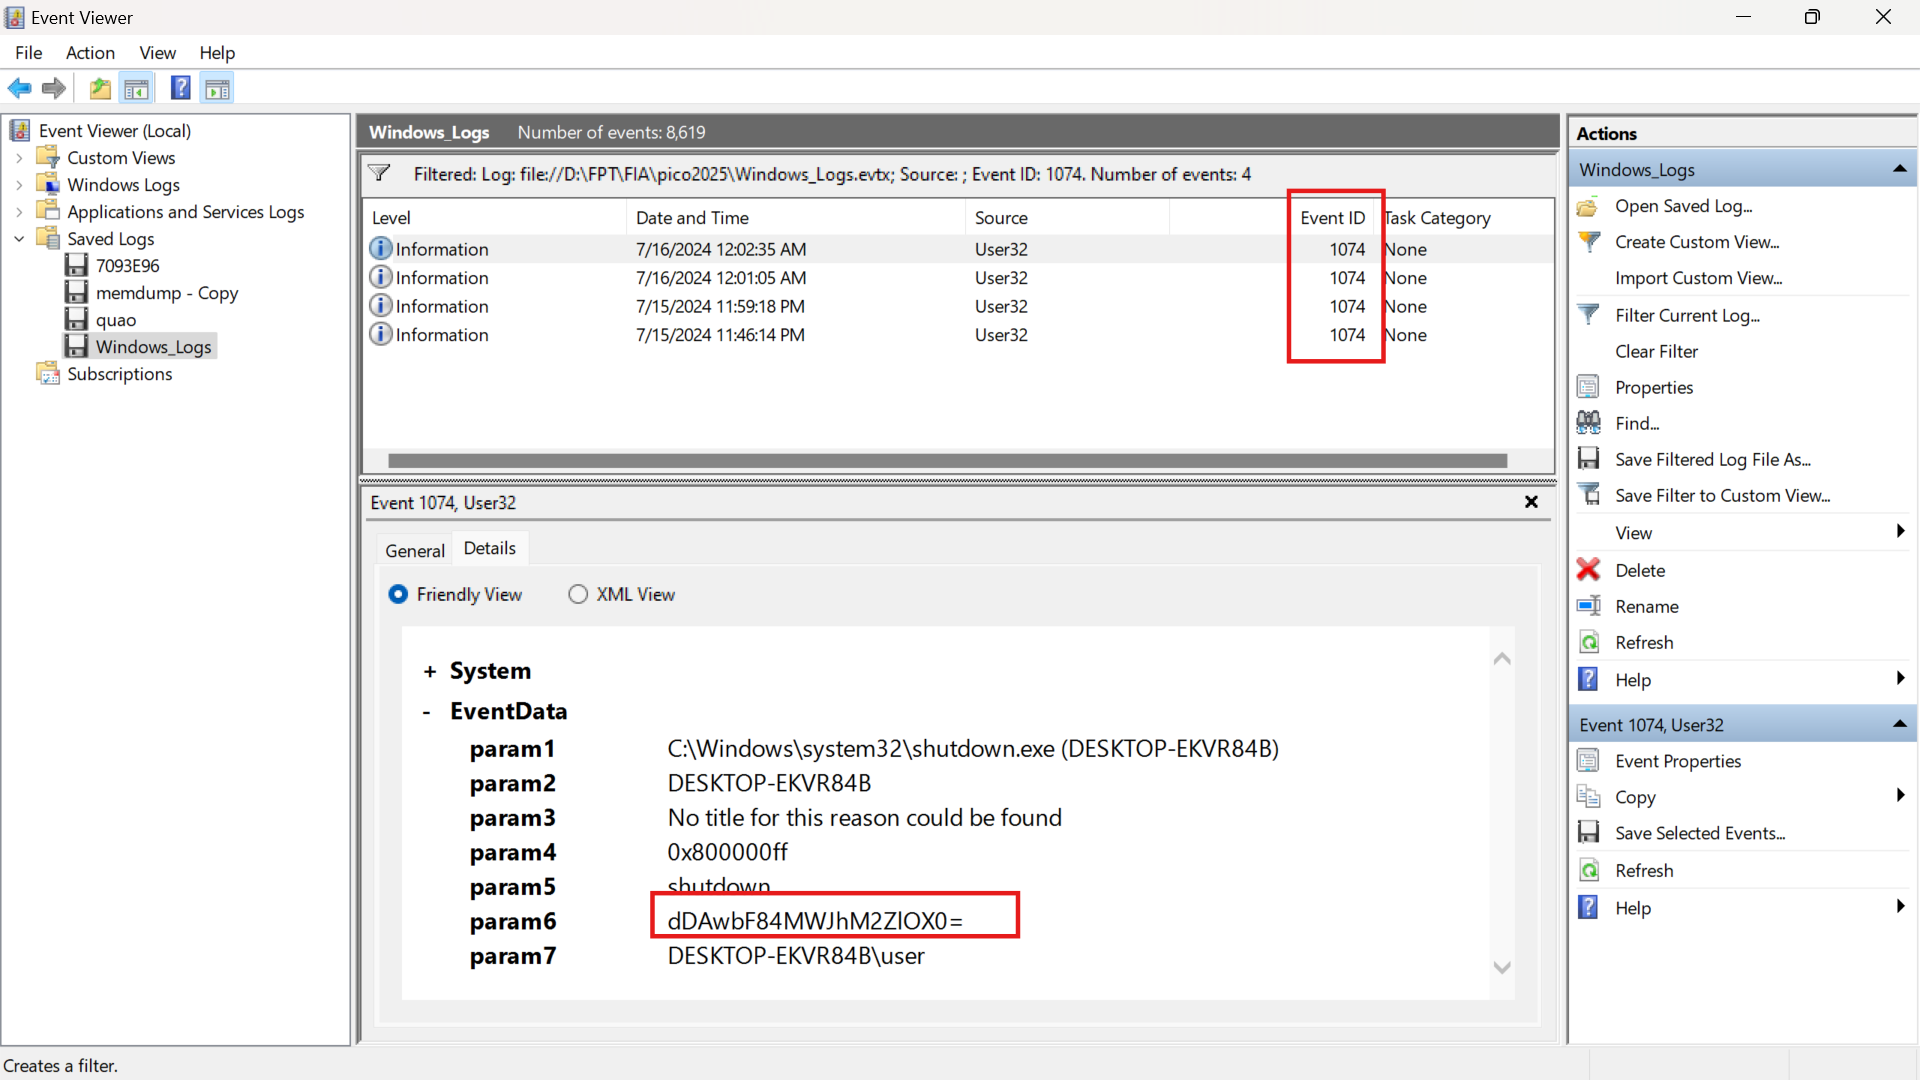 Event Viewer
File Action View Help
Event Viewer (Local)
Custom Views
Windows Logs
Applications and Services Logs
Saved Logs
7093E96
memdump - Copy
quao
Windows_Logs
Subscriptions
Windows_Logs Number of events: 8,619
Filtered: Log: file://D:\FPT\FIA\pico2025\Windows_Logs.evtx; Source: ; Event ID: 1074. Number of events: 4
Level Date and Time Source Event ID Task Category
Information 7/16/2024 12:02:35 AM User32 1074 None
Information 7/16/2024 12:01:05 AM User32 1074 None
Information 7/15/2024 11:59:18 PM User32 1074 None
Information 7/15/2024 11:46:14 PM User32 1074 None
Event 1074, User32
General Details
Friendly View XML View
+ System
- EventData
param1 C:\Windows\system32\shutdown.exe (DESKTOP-EKVR84B)
param2 DESKTOP-EKVR84B
param3 No title for this reason could be found
param4 0x800000ff
param5 shutdown
param6 dDAwbF84MWJhM2ZlOX0=
param7 DESKTOP-EKVR84B\user
Actions
Windows_Logs
Open Saved Log...
Create Custom View...
Import Custom View...
Filter Current Log...
Clear Filter
Properties
Find...
Save Filtered Log File As...
Save Filter to Custom View...
View
Delete
Rename
Refresh
Help
Event 1074, User32
Event Properties
Copy
Save Selected Events...
Refresh
Help
Creates a filter.